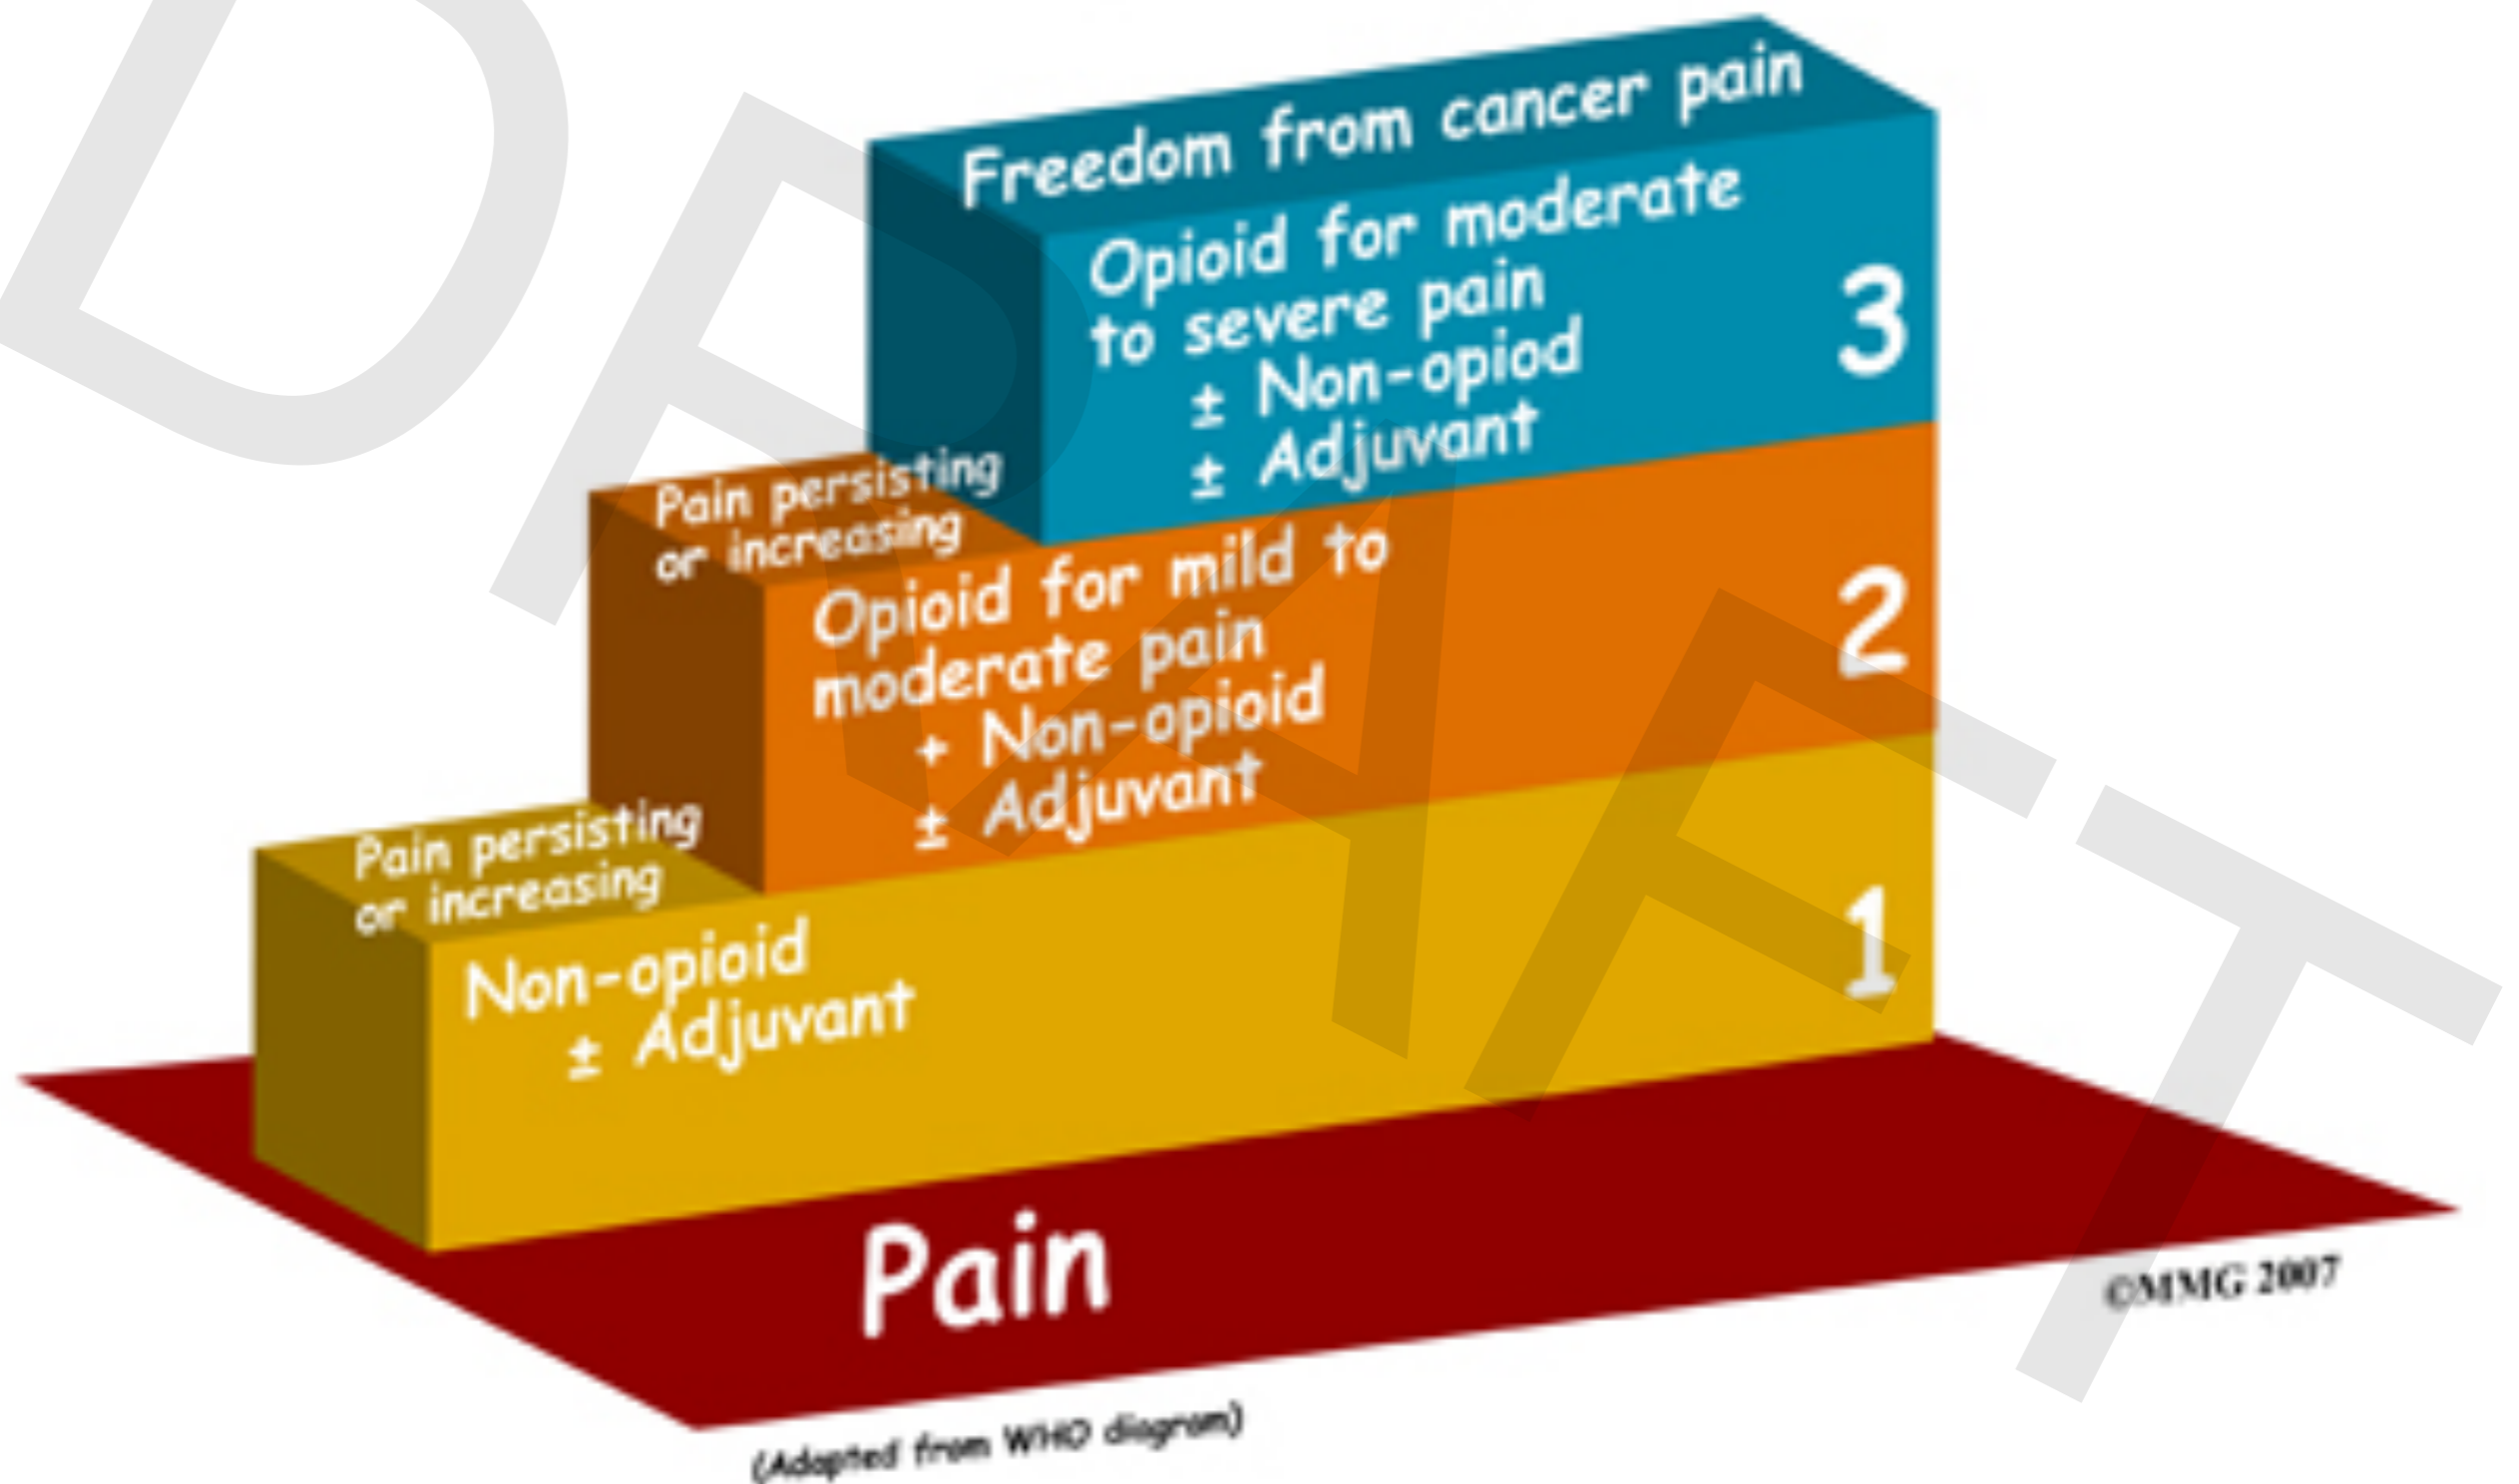 Freedom from cancer pain
Opioid for moderate
to severe pain
± Non-opiod
± Adjuvant
3
Pain persisting
or increasing
Opioid for mild to
moderate pain
+ Non-opioid
± Adjuvant
2
Pain persisting
or increasing
Non-opioid
± Adjuvant
1
Pain
©MMG 2007
(Adapted from WHO diagram)
DRAFT